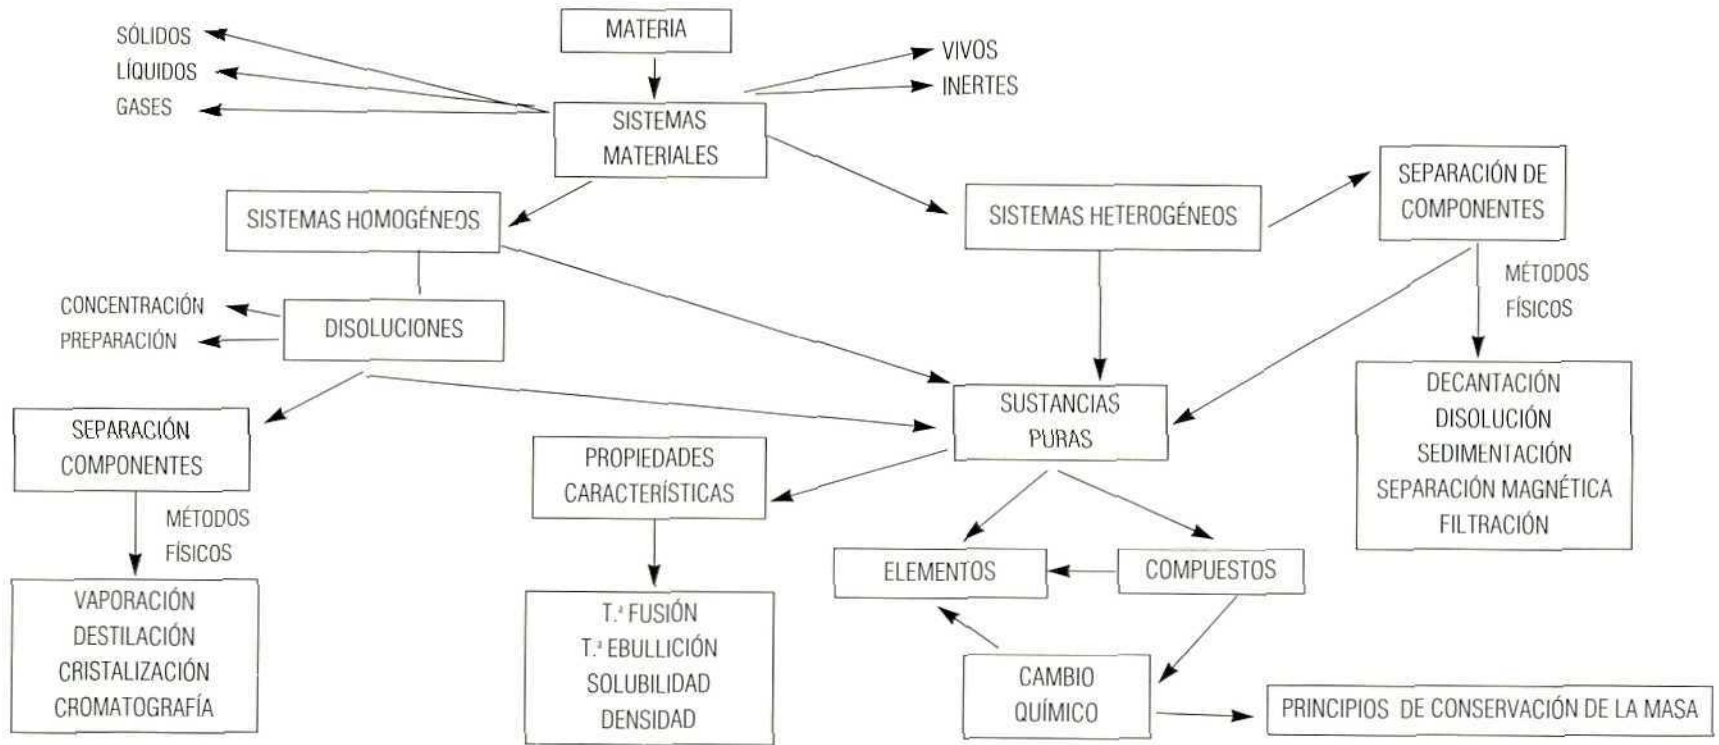 MATERIA
SÓLIDOS
LÍQUIDOS
GASES
VIVOS
INERTES
SISTEMAS
MATERIALES
SISTEMAS HOMOGÉNEOS
SISTEMAS HETEROGÉNEOS
SEPARACIÓN DE
COMPONENTES
MÉTODOS
FÍSICOS
CONCENTRACIÓN
PREPARACIÓN
DISOLUCIONES
DECANTACIÓN
DISOLUCIÓN
SEDIMENTACIÓN
SEPARACIÓN MAGNÉTICA
FILTRACIÓN
SUSTANCIAS
PURAS
SEPARACIÓN
COMPONENTES
MÉTODOS
FÍSICOS
PROPIEDADES
CARACTERÍSTICAS
ELEMENTOS
COMPUESTOS
VAPORACIÓN
DESTILACIÓN
CRISTALIZACIÓN
CROMATOGRAFÍA
T.ª FUSIÓN
T.ª EBULLICIÓN
SOLUBILIDAD
DENSIDAD
CAMBIO
QUÍMICO
PRINCIPIOS DE CONSERVACIÓN DE LA MASA